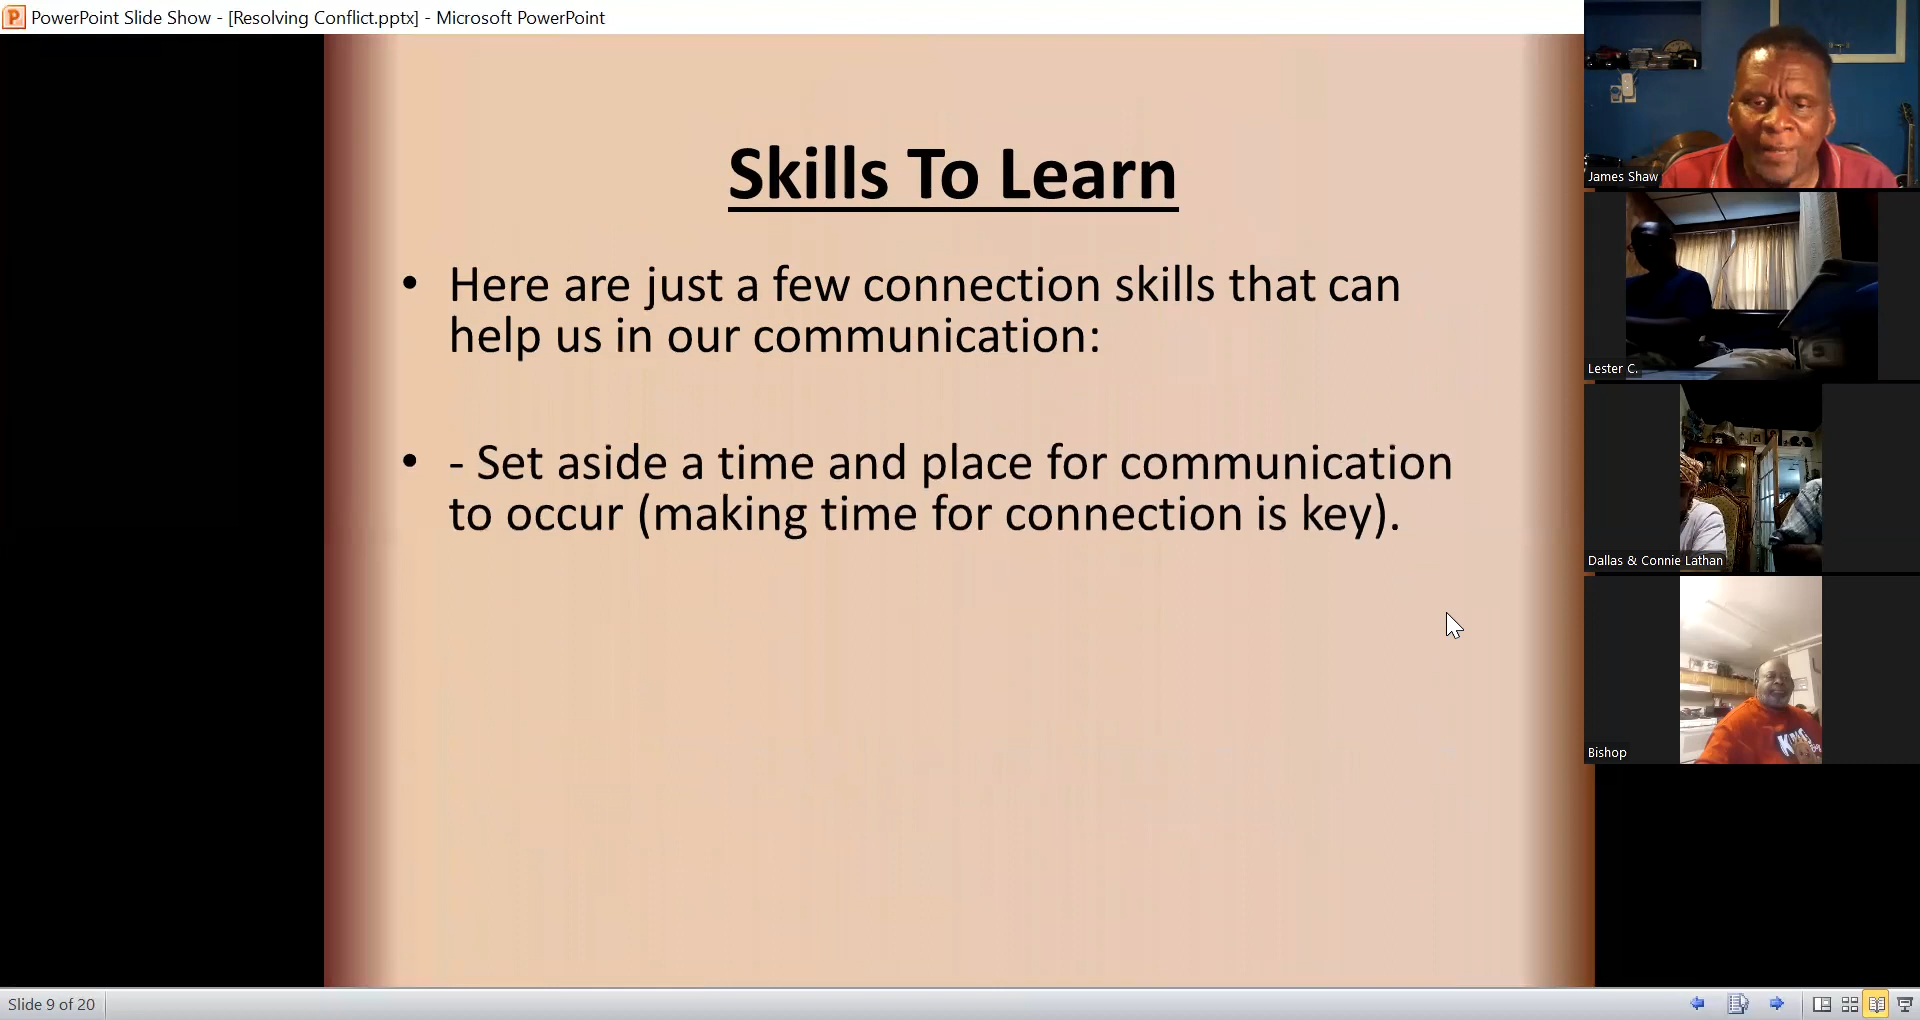 PowerPoint Slide Show - [Resolving Conflict.pptx] - Microsoft PowerPoint
Skills To Learn
• Here are just a few connection skills that can
help us in our communication:
• - Set aside a time and place for communication
to occur (making time for connection is key).
James Shaw
Lester C.
Dallas & Connie Lathan
Bishop
Slide 9 of 20